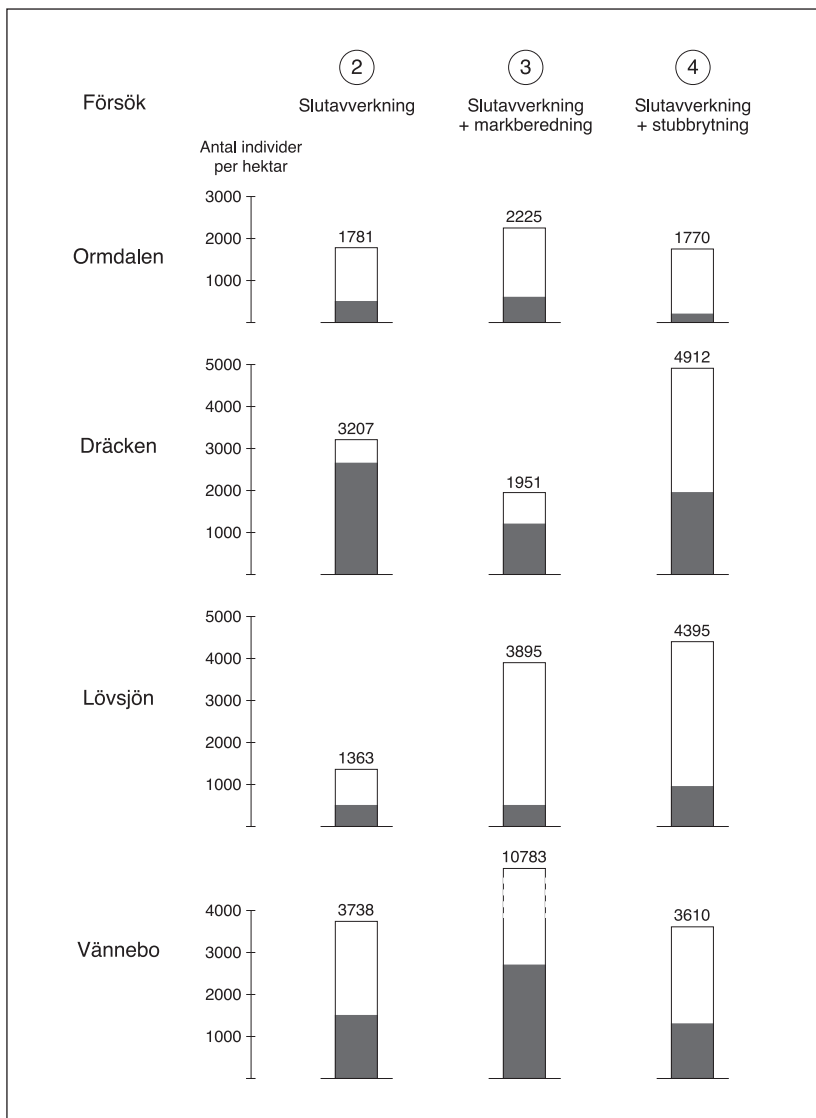 2 3 4
Försök Slutavverkning Slutavverkning Slutavverkning
+ markberedning + stubbrytning
Antal individer
per hektar
3000
2000
1000
Ormdalen
1781 2225 1770
5000
4000
3000
2000
1000
Dräcken
3207 1951 4912
5000
4000
3000
2000
1000
Lövsjön
1363 3895 4395
4000
3000
2000
1000
Vännebo
3738 10783 3610